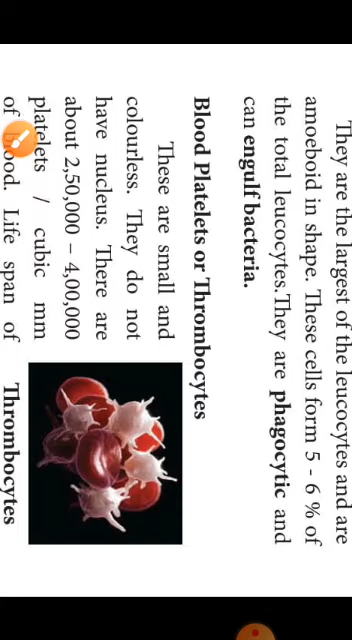 They are the largest of the leucocytes and are
amoeboid in shape. These cells form 5 - 6 % of
the total leucocytes.They are phagocytic and
can engulf bacteria.
Blood Platelets or Thrombocytes
These are small and
colourless. They do not
have nucleus. There are
about 2,50,000 – 4,00,000
platelets / cubic mm
of blood. Life span of
Thrombocytes